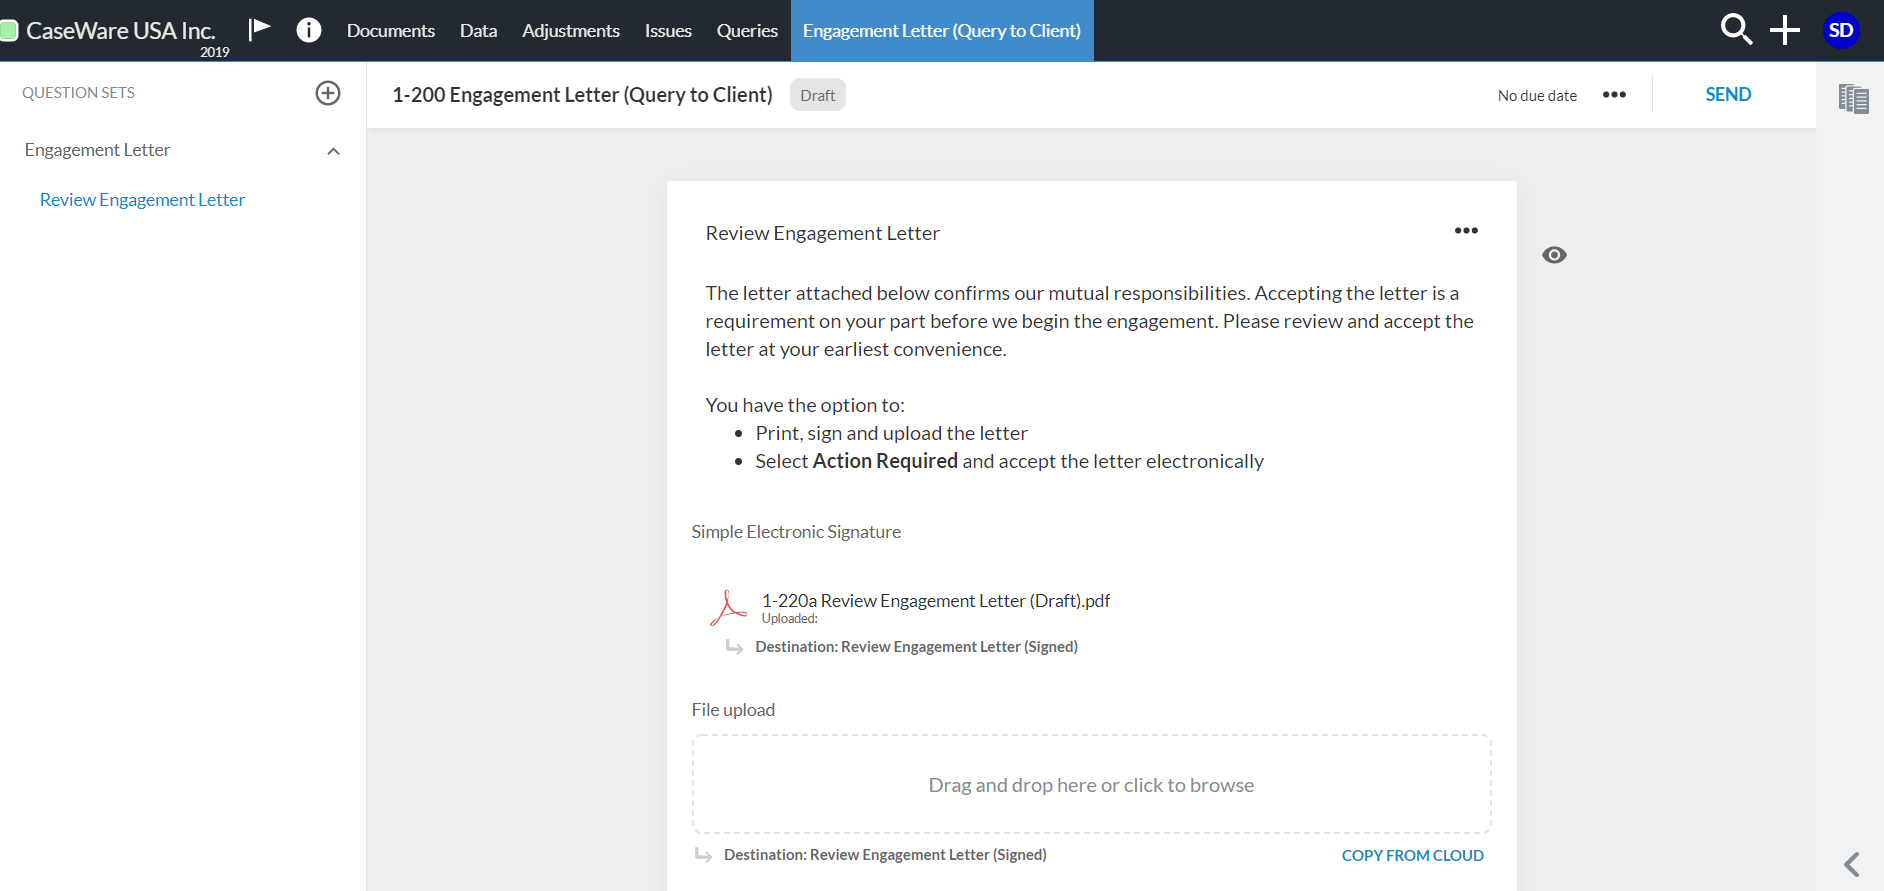 CaseWare USA Inc.
2019
Documents
Data
Adjustments
Issues
Queries
Engagement Letter (Query to Client)
SD
QUESTION SETS
Engagement Letter
Review Engagement Letter
1-200 Engagement Letter (Query to Client)
Draft
No due date
SEND
Review Engagement Letter
The letter attached below confirms our mutual responsibilities. Accepting the letter is a
requirement on your part before we begin the engagement. Please review and accept the
letter at your earliest convenience.
You have the option to:
• Print, sign and upload the letter
• Select Action Required and accept the letter electronically
Simple Electronic Signature
1-220a Review Engagement Letter (Draft).pdf
Uploaded:
Destination: Review Engagement Letter (Signed)
File upload
Drag and drop here or click to browse
Destination: Review Engagement Letter (Signed)
COPY FROM CLOUD